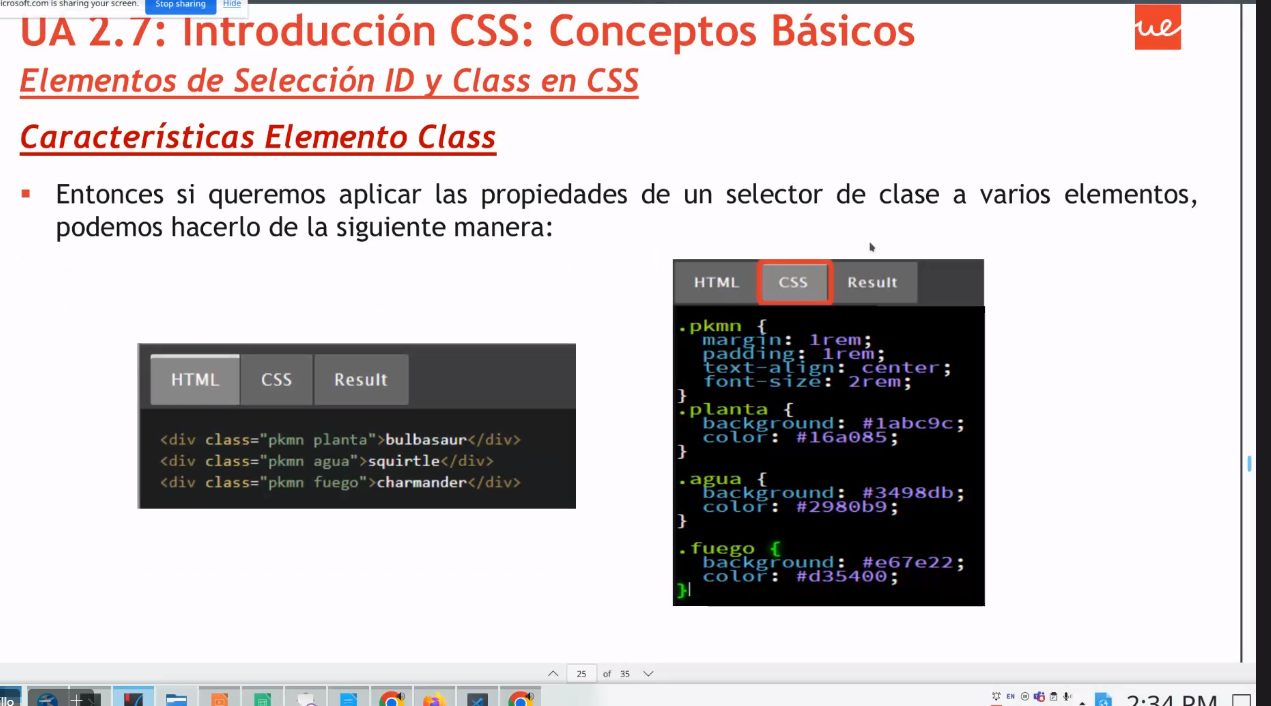 icrosoft.com is sharing your screen. Stop sharing Hide
UA 2.7: Introducción CSS: Conceptos Básicos
ue
Elementos de Selección ID y Class en CSS
Características Elemento Class
Entonces si queremos aplicar las propiedades de un selector de clase a varios elementos,
podemos hacerlo de la siguiente manera:
HTML CSS Result
<div class="pkmn planta">bulbasaur</div>
<div class="pkmn agua">squirtle</div>
<div class="pkmn fuego">charmander</div>
HTML CSS Result
.pkmn {
margin: 1rem;
padding: 1rem;
text-align: center;
font-size: 2rem;
}
.planta {
background: #1abc9c;
color: #16a085;
}
.agua {
background: #3498db;
color: #2980b9;
}
.fuego {
background: #e67e22;
color: #d35400;
}
25 of 35
llo
EN
2:34 PM